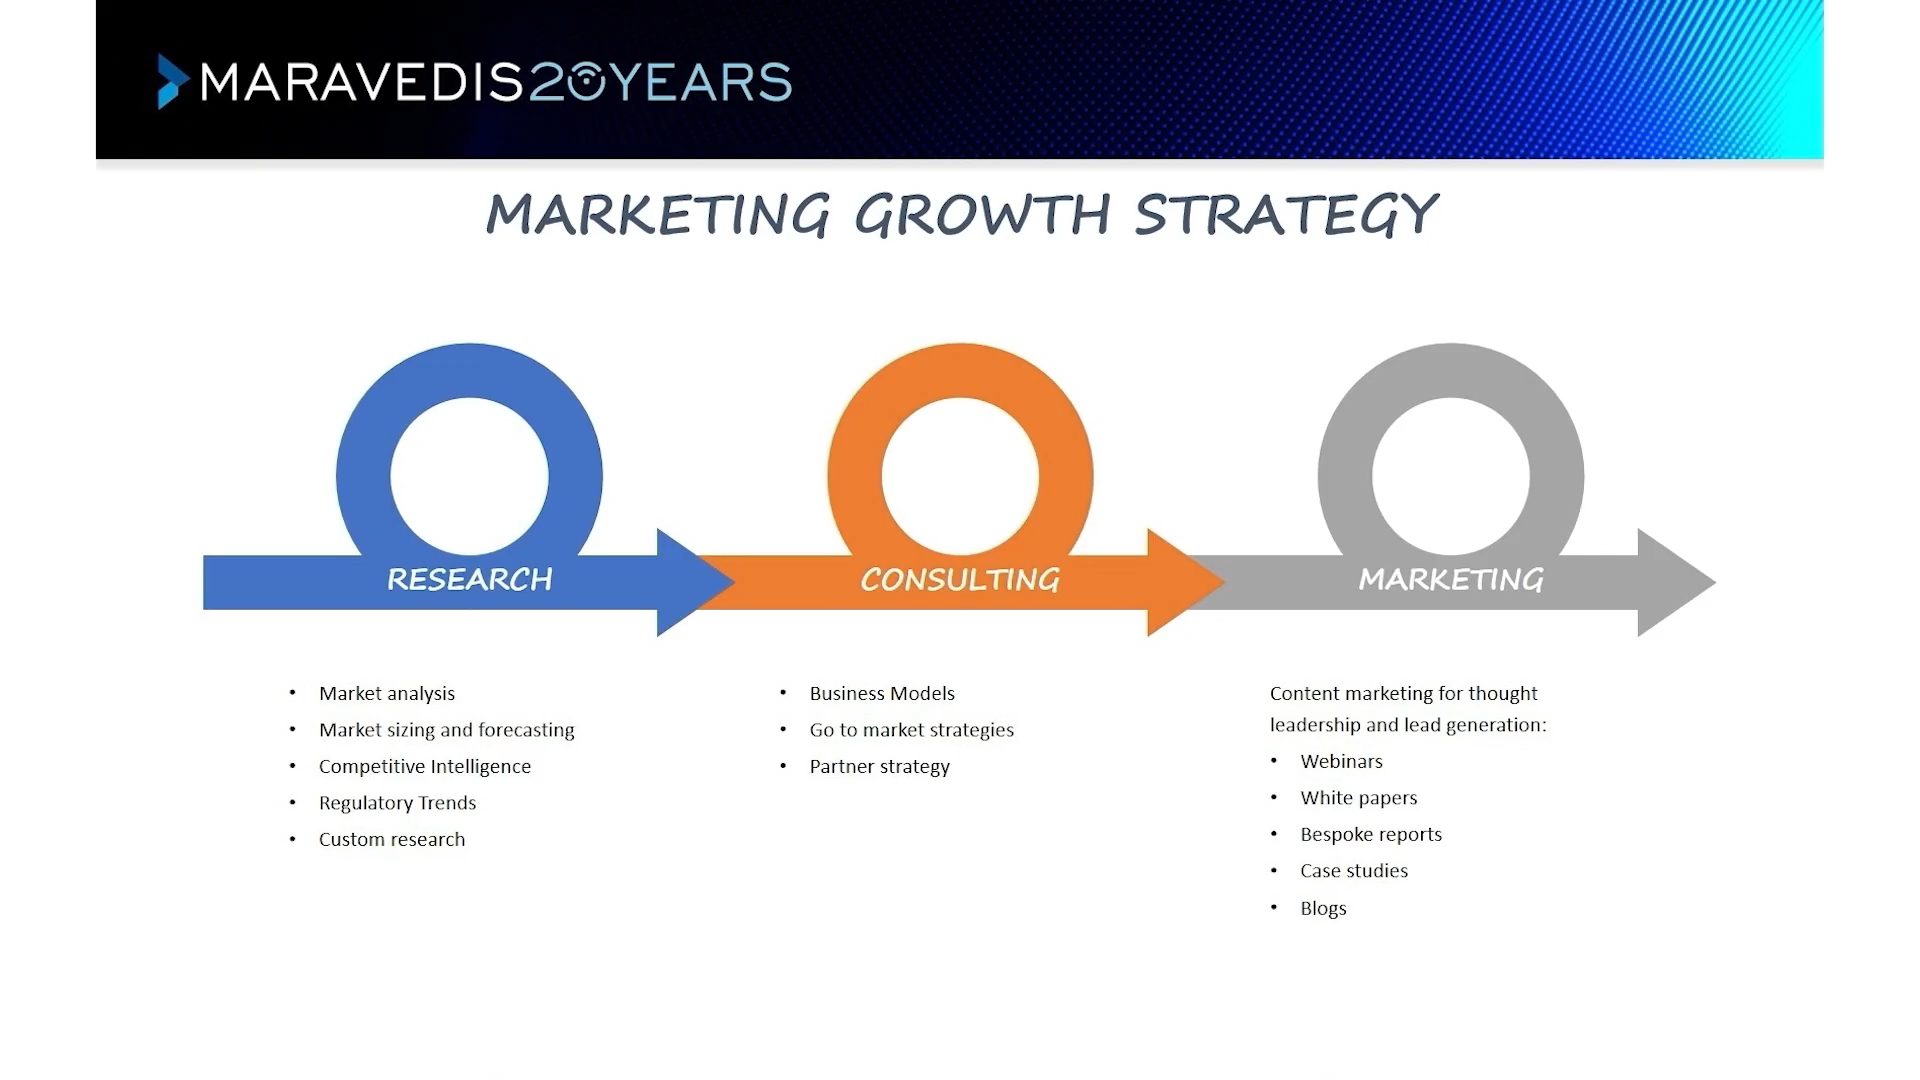 MARAVEDIS20YEARS
MARKETING GROWTH STRATEGY
RESEARCH
CONSULTING
MARKETING
• Market analysis
• Market sizing and forecasting
• Competitive Intelligence
• Regulatory Trends
• Custom research
• Business Models
• Go to market strategies
• Partner strategy
Content marketing for thought
leadership and lead generation:
• Webinars
• White papers
• Bespoke reports
• Case studies
• Blogs